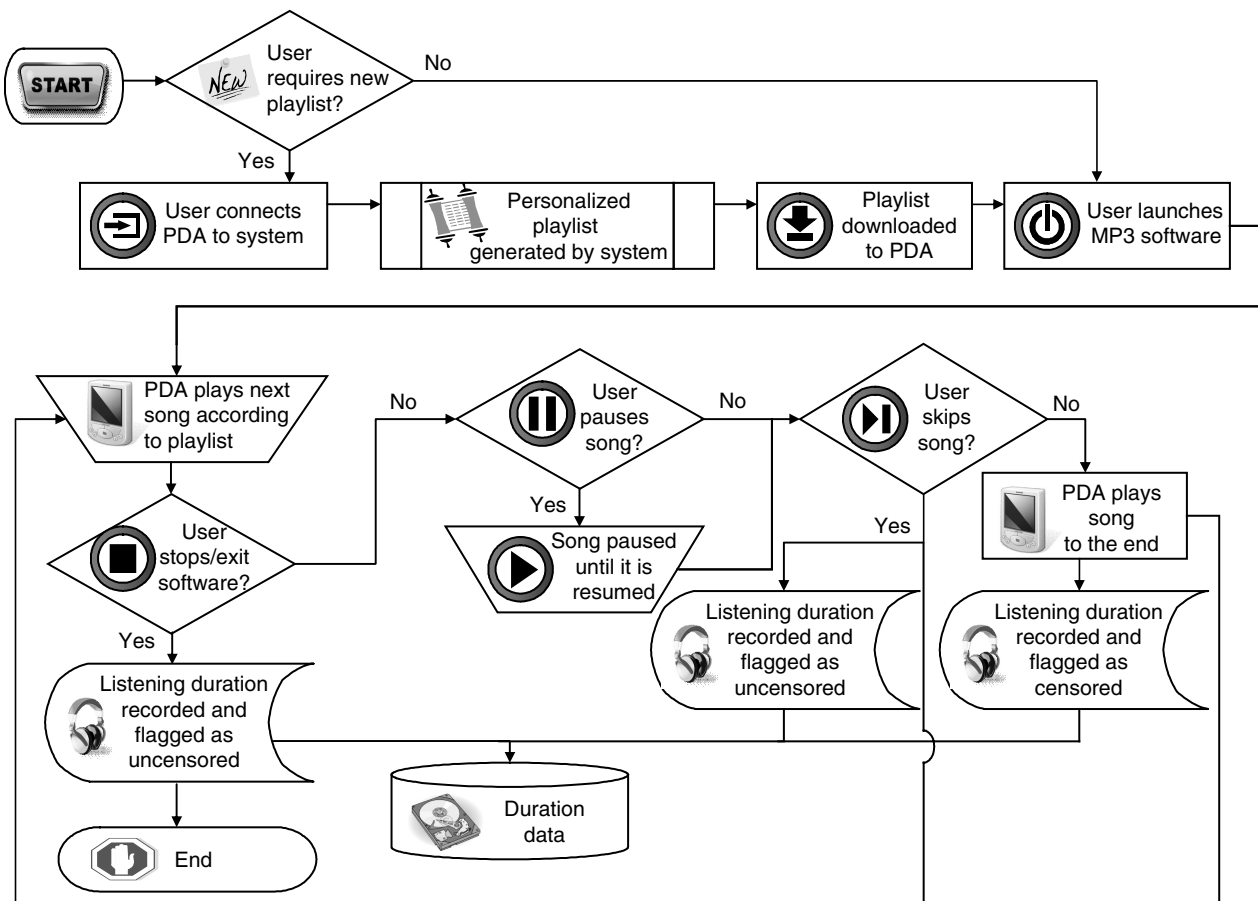 START
NEW
User
requires new
playlist?
No
Yes
User connects
PDA to system
Personalized
playlist
generated by system
Playlist
downloaded
to PDA
User launches
MP3 software
PDA plays next
song according
to playlist
No
User
pauses
song?
No
User
skips
song?
No
Yes
Song paused
until it is
resumed
Yes
PDA plays
song
to the end
User
stops/exit
software?
Yes
Listening duration
recorded and
flagged as
uncensored
Listening duration
recorded and
flagged as
uncensored
Listening duration
recorded and
flagged as
censored
Duration
data
End